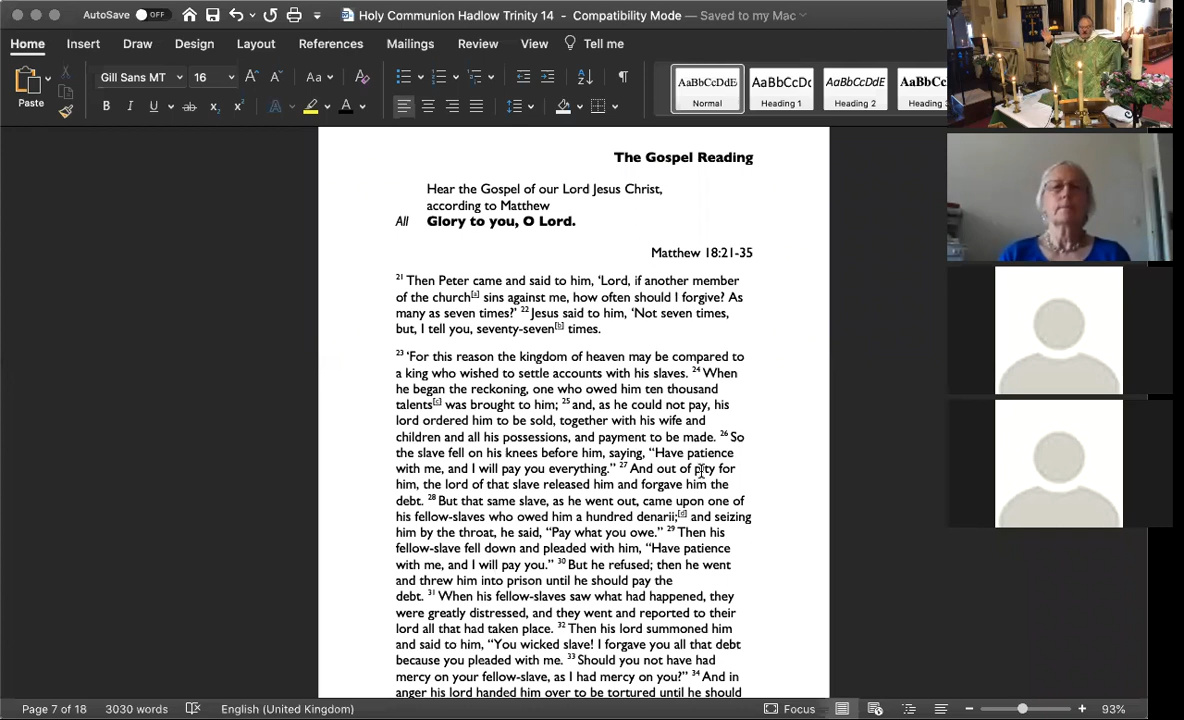 AutoSave OFF
Holy Communion Hadlow Trinity 14 - Compatibility Mode — Saved to my Mac
Home Insert Draw Design Layout References Mailings Review View Tell me
Paste
Gill Sans MT 16
AaBbCcDdE AaBbCcDc AaBbCcDdE AaBbCc
Normal Heading 1 Heading 2 Heading
The Gospel Reading
Hear the Gospel of our Lord Jesus Christ,
according to Matthew
All Glory to you, O Lord.
Matthew 18:21-35
21 Then Peter came and said to him, ‘Lord, if another member
of the church[a] sins against me, how often should I forgive? As
many as seven times?’ 22 Jesus said to him, ‘Not seven times,
but, I tell you, seventy-seven[b] times.
23 ‘For this reason the kingdom of heaven may be compared to
a king who wished to settle accounts with his slaves. 24 When
he began the reckoning, one who owed him ten thousand
talents[c] was brought to him; 25 and, as he could not pay, his
lord ordered him to be sold, together with his wife and
children and all his possessions, and payment to be made. 26 So
the slave fell on his knees before him, saying, “Have patience
with me, and I will pay you everything.” 27 And out of pity for
him, the lord of that slave released him and forgave him the
debt. 28 But that same slave, as he went out, came upon one of
his fellow-slaves who owed him a hundred denarii;[d] and seizing
him by the throat, he said, “Pay what you owe.” 29 Then his
fellow-slave fell down and pleaded with him, “Have patience
with me, and I will pay you.” 30 But he refused; then he went
and threw him into prison until he should pay the
debt. 31 When his fellow-slaves saw what had happened, they
were greatly distressed, and they went and reported to their
lord all that had taken place. 32 Then his lord summoned him
and said to him, “You wicked slave! I forgave you all that debt
because you pleaded with me. 33 Should you not have had
mercy on your fellow-slave, as I had mercy on you?” 34 And in
anger his lord handed him over to be tortured until he should
Page 7 of 18 3030 words English (United Kingdom) Focus 93%